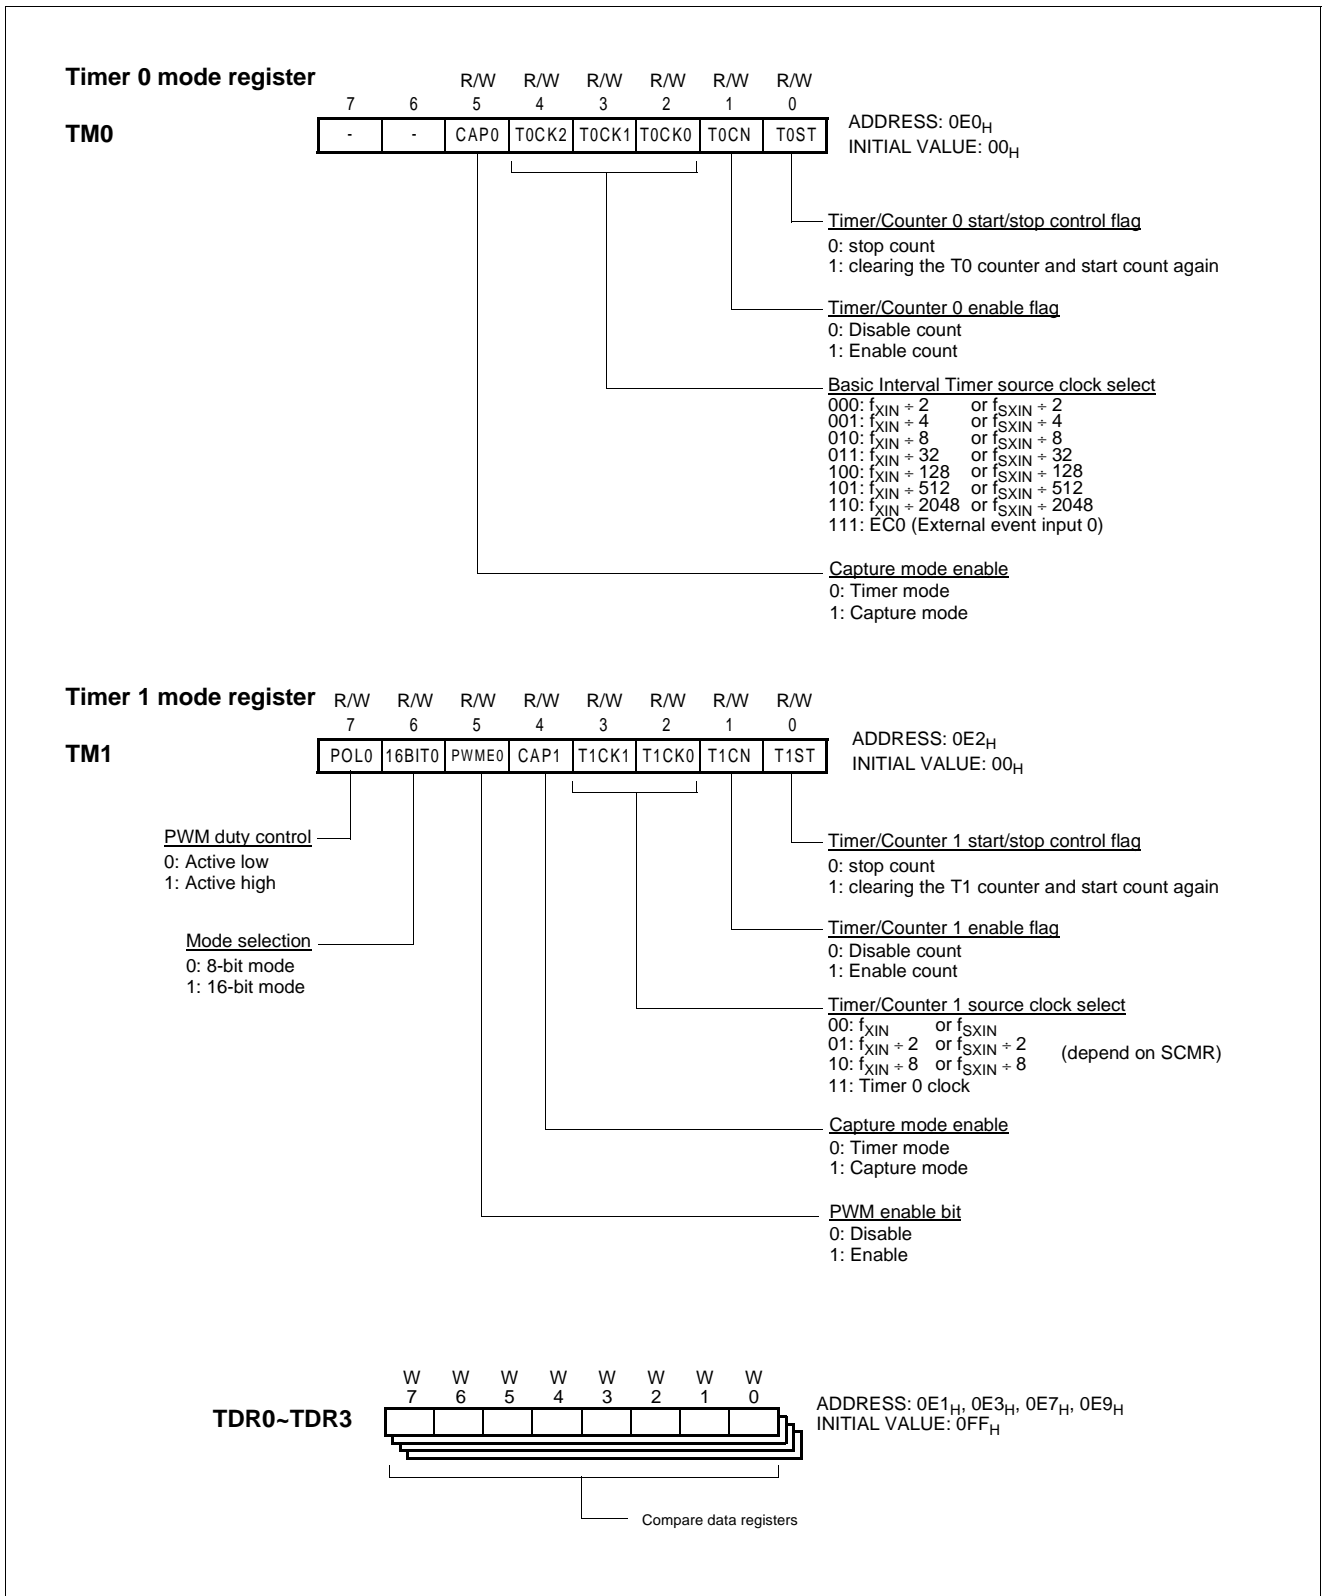 Timer 0 mode register
R/W R/W R/W R/W R/W R/W
7 6 5 4 3 2 1 0
TM0
- - CAP0 T0CK2 T0CK1 T0CK0 T0CN T0ST
ADDRESS: 0E0H
INITIAL VALUE: 00H
Timer/Counter 0 start/stop control flag
0: stop count
1: clearing the T0 counter and start count again
Timer/Counter 0 enable flag
0: Disable count
1: Enable count
Basic Interval Timer source clock select
000: fXIN ÷ 2 or fSXIN ÷ 2
001: fXIN ÷ 4 or fSXIN ÷ 4
010: fXIN ÷ 8 or fSXIN ÷ 8
011: fXIN ÷ 32 or fSXIN ÷ 32
100: fXIN ÷ 128 or fSXIN ÷ 128
101: fXIN ÷ 512 or fSXIN ÷ 512
110: fXIN ÷ 2048 or fSXIN ÷ 2048
111: EC0 (External event input 0)
Capture mode enable
0: Timer mode
1: Capture mode
Timer 1 mode register
R/W R/W R/W R/W R/W R/W R/W R/W
7 6 5 4 3 2 1 0
TM1
POL0 16BIT0 PWME0 CAP1 T1CK1 T1CK0 T1CN T1ST
ADDRESS: 0E2H
INITIAL VALUE: 00H
PWM duty control
0: Active low
1: Active high
Mode selection
0: 8-bit mode
1: 16-bit mode
Timer/Counter 1 start/stop control flag
0: stop count
1: clearing the T1 counter and start count again
Timer/Counter 1 enable flag
0: Disable count
1: Enable count
Timer/Counter 1 source clock select
00: fXIN or fSXIN
01: fXIN ÷ 2 or fSXIN ÷ 2
10: fXIN ÷ 8 or fSXIN ÷ 8
(depend on SCMR)
11: Timer 0 clock
Capture mode enable
0: Timer mode
1: Capture mode
PWM enable bit
0: Disable
1: Enable
W W W W W W W W
7 6 5 4 3 2 1 0
TDR0~TDR3
ADDRESS: 0E1H, 0E3H, 0E7H, 0E9H
INITIAL VALUE: 0FFH
Compare data registers